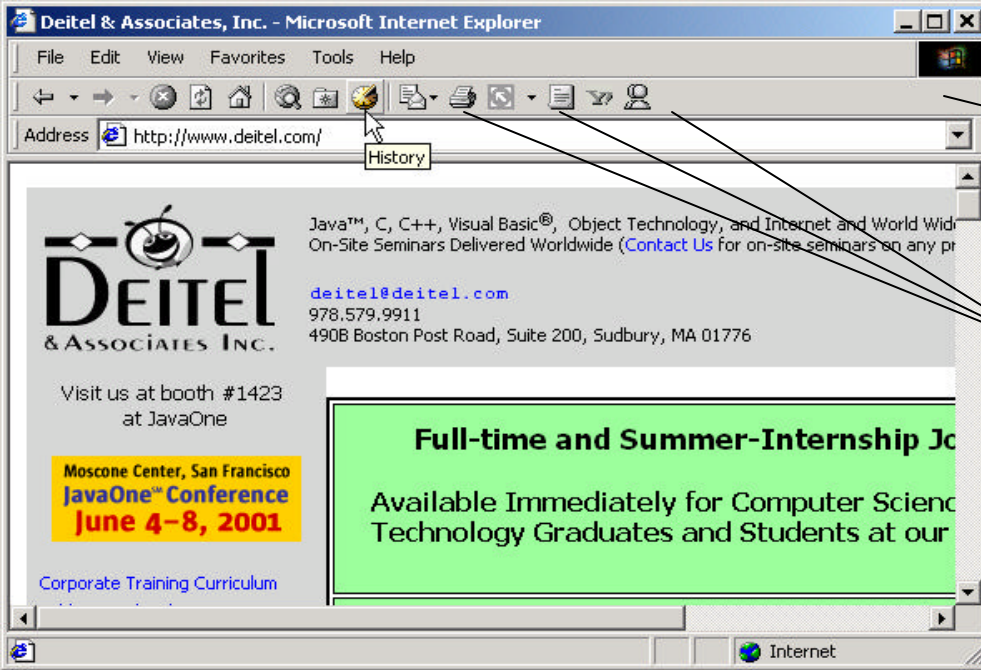 Deitel & Associates, Inc. - Microsoft Internet Explorer
File Edit View Favorites Tools Help
Address http://www.deitel.com/
History
Java™, C, C++, Visual Basic®, Object Technology, and Internet and World Wid
On-Site Seminars Delivered Worldwide (Contact Us for on-site seminars on any pr
DEITEL
& ASSOCIATES INC.
deitel@deitel.com
978.579.9911
490B Boston Post Road, Suite 200, Sudbury, MA 01776
Visit us at booth #1423
at JavaOne
Moscone Center, San Francisco
JavaOne℠ Conference
June 4-8, 2001
Corporate Training Curriculum
Full-time and Summer-Internship Jo
Available Immediately for Computer Scienc
Technology Graduates and Students at our
Internet